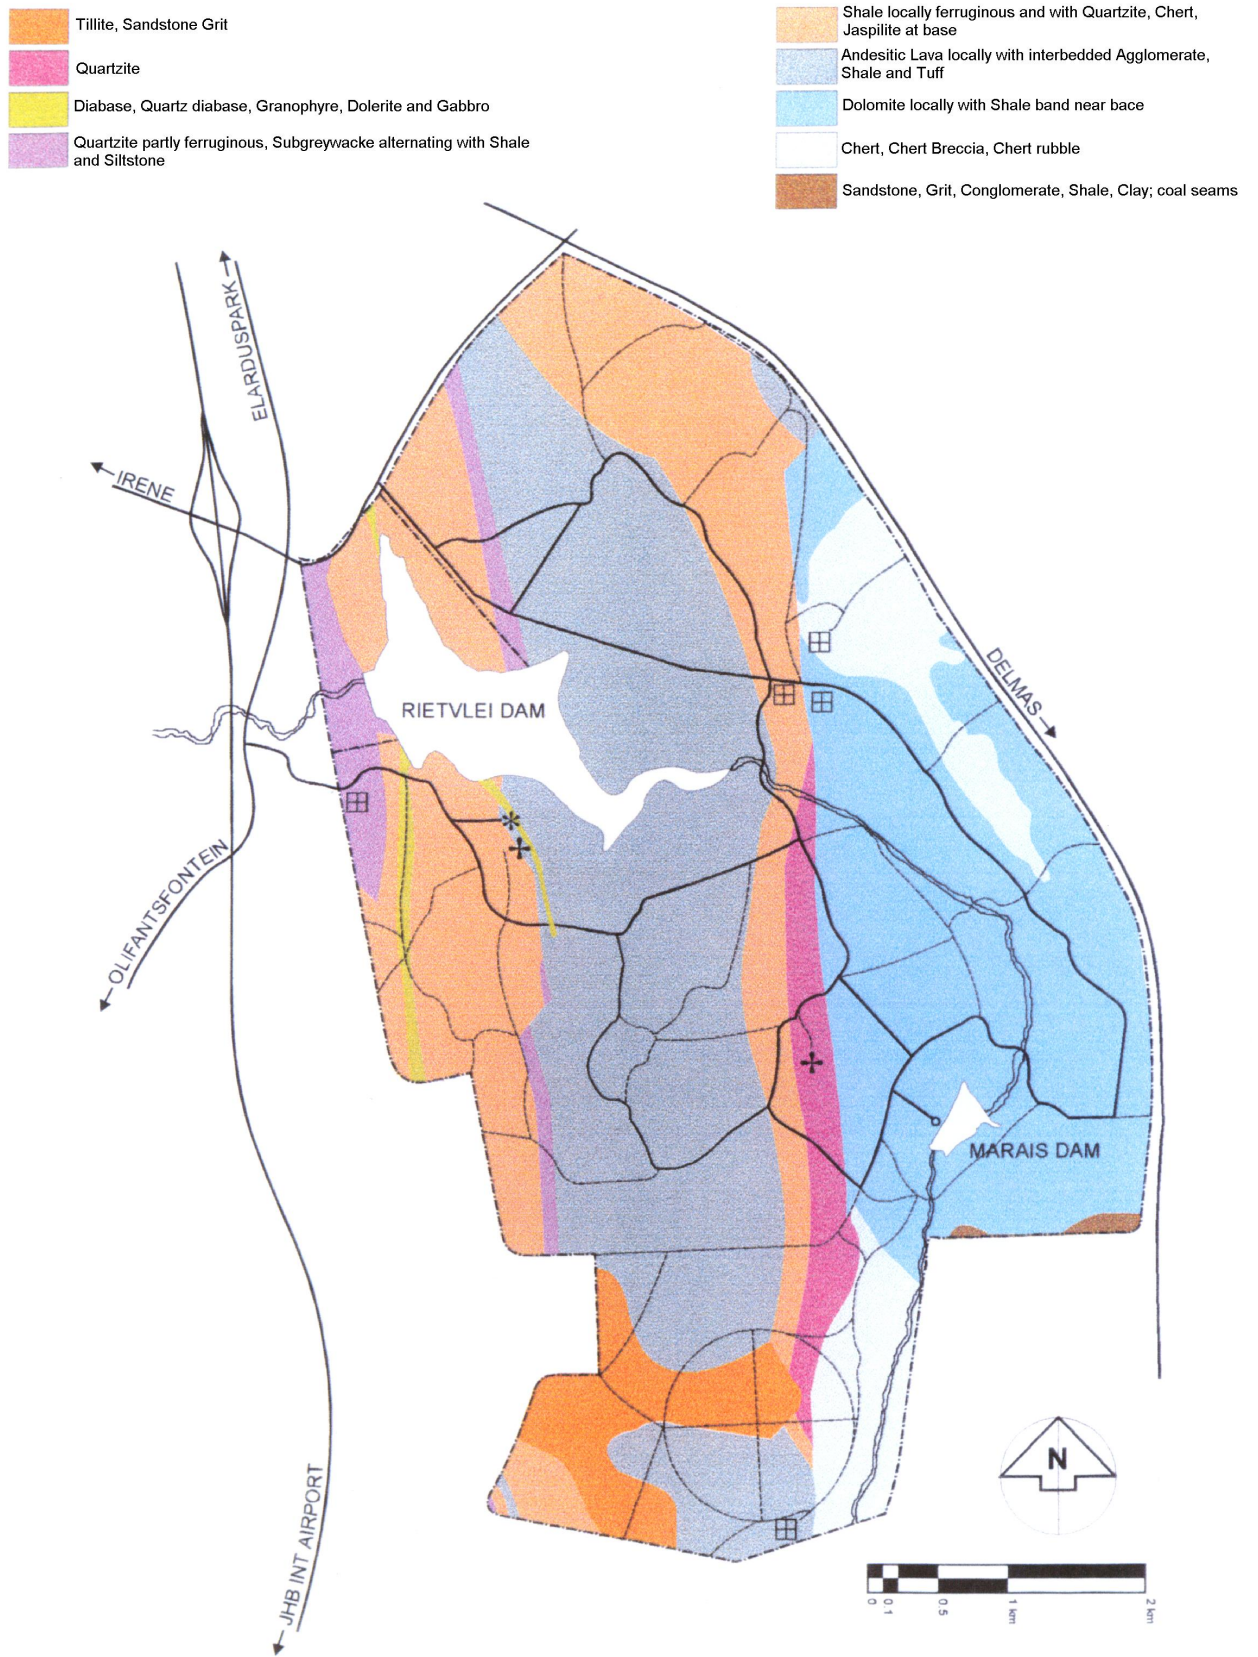 Tillite, Sandstone Grit
Quartzite
Diabase, Quartz diabase, Granophyre, Dolerite and Gabbro
Quartzite partly ferruginous, Subgreywacke alternating with Shale
and Siltstone
Shale locally ferruginous and with Quartzite, Chert,
Jaspilite at base
Andesitic Lava locally with interbedded Agglomerate,
Shale and Tuff
Dolomite locally with Shale band near bace
Chert, Chert Breccia, Chert rubble
Sandstone, Grit, Conglomerate, Shale, Clay; coal seams
ELARDUSPARK
IRENE
DELMAS
RIETVLEI DAM
OLIFANTSFONTEIN
MARAIS DAM
JHB INT AIRPORT
N
0 0.1 0.5 1 km 2 km